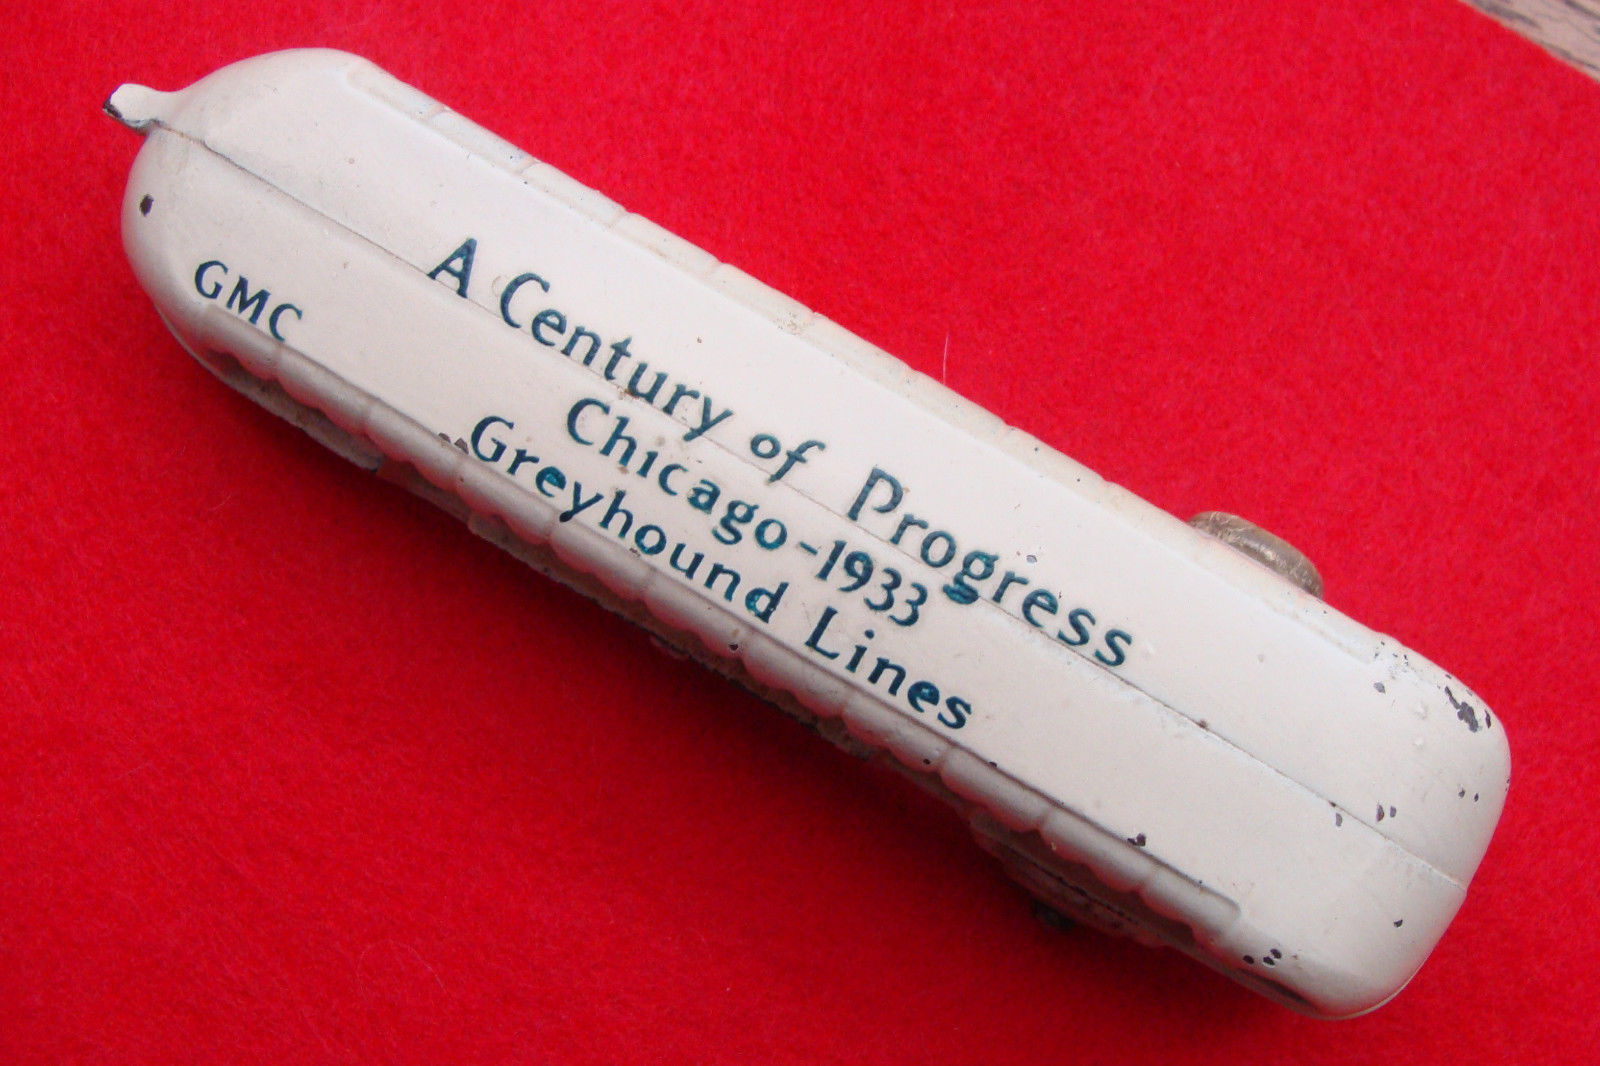 GMC
A Century of Progress
Chicago-1933
Greyhound Lines